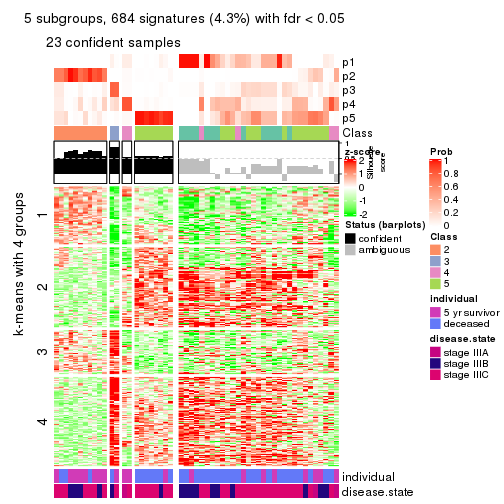 5 subgroups, 684 signatures (4.3%) with fdr < 0.05
23 confident samples
p1
p2
p3
p4
p5
Class
k-means with 4 groups
1
2
3
4
individual
disease.state
z-score
2
1
0
-1
-2
Silhouette
score
1
Status (barplots)
confident
ambiguous
Prob
1
0.8
0.6
0.4
0.2
0
Class
2
3
4
5
individual
5 yr survivor
deceased
disease.state
stage IIIA
stage IIIB
stage IIIC